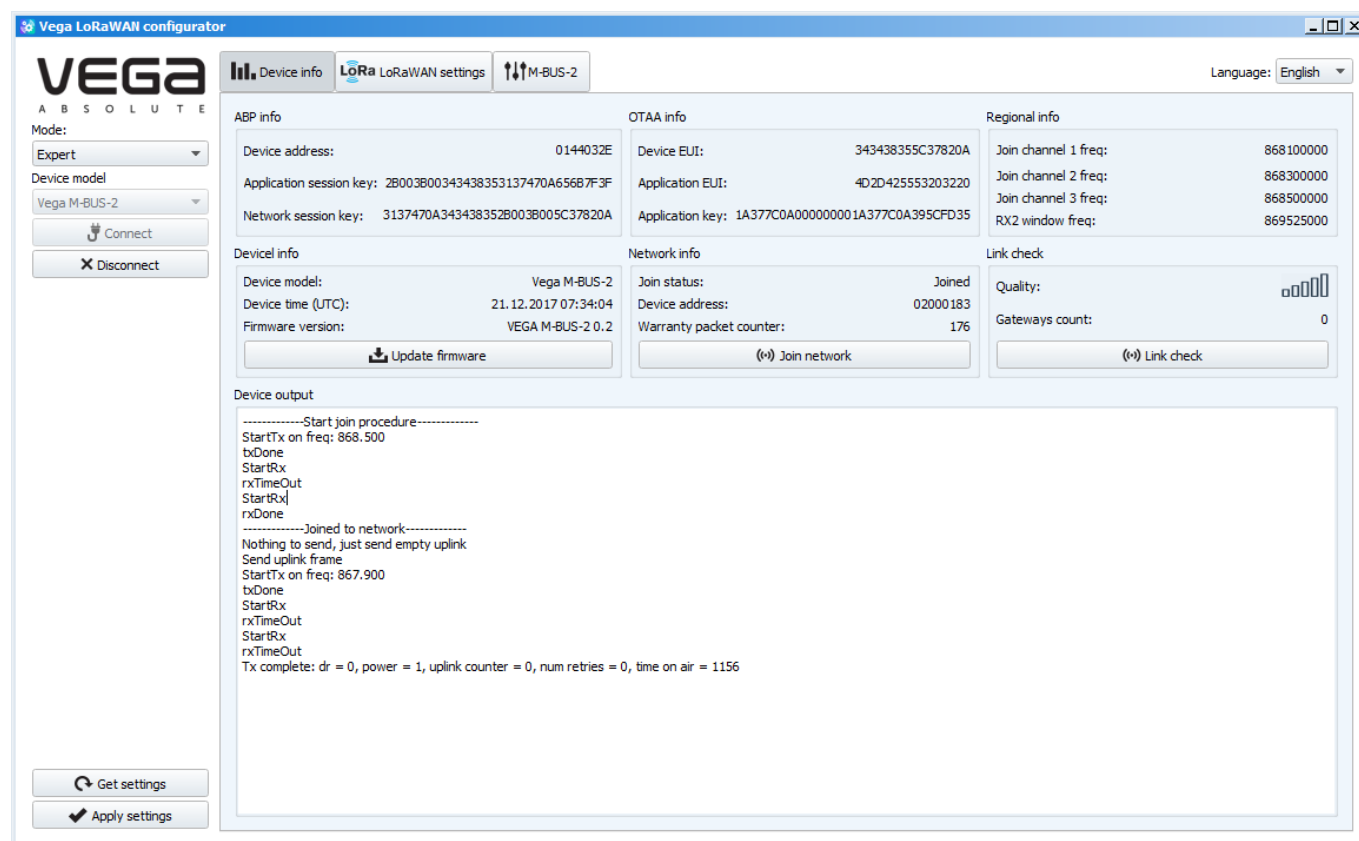 Vega LoRaWAN configurator
VEGA
ABSOLUTE
Mode:
Expert
Device model
Vega M-BUS-2
Connect
Disconnect
Get settings
Apply settings
Device info
LoRa LoRaWAN settings
M-BUS-2
Language: English
ABP info
Device address: 0144032E
Application session key: 2B003B00343438353137470A656B7F3F
Network session key: 3137470A343438352B003B005C37820A
OTAA info
Device EUI: 343438355C37820A
Application EUI: 4D2D425553203220
Application key: 1A377C0A000000001A377C0A395CFD35
Regional info
Join channel 1 freq: 868100000
Join channel 2 freq: 868300000
Join channel 3 freq: 868500000
RX2 window freq: 869525000
Devicel info
Device model: Vega M-BUS-2
Device time (UTC): 21.12.2017 07:34:04
Firmware version: VEGA M-BUS-2 0.2
Update firmware
Network info
Join status: Joined
Device address: 02000183
Warranty packet counter: 176
Join network
Link check
Quality:
Gateways count: 0
Link check
Device output
-------------Start join procedure-------------
StartTx on freq: 868.500
txDone
StartRx
rxTimeOut
StartRx
rxDone
-------------Joined to network-------------
Nothing to send, just send empty uplink
Send uplink frame
StartTx on freq: 867.900
txDone
StartRx
rxTimeOut
StartRx
rxTimeOut
Tx complete: dr = 0, power = 1, uplink counter = 0, num retries = 0, time on air = 1156